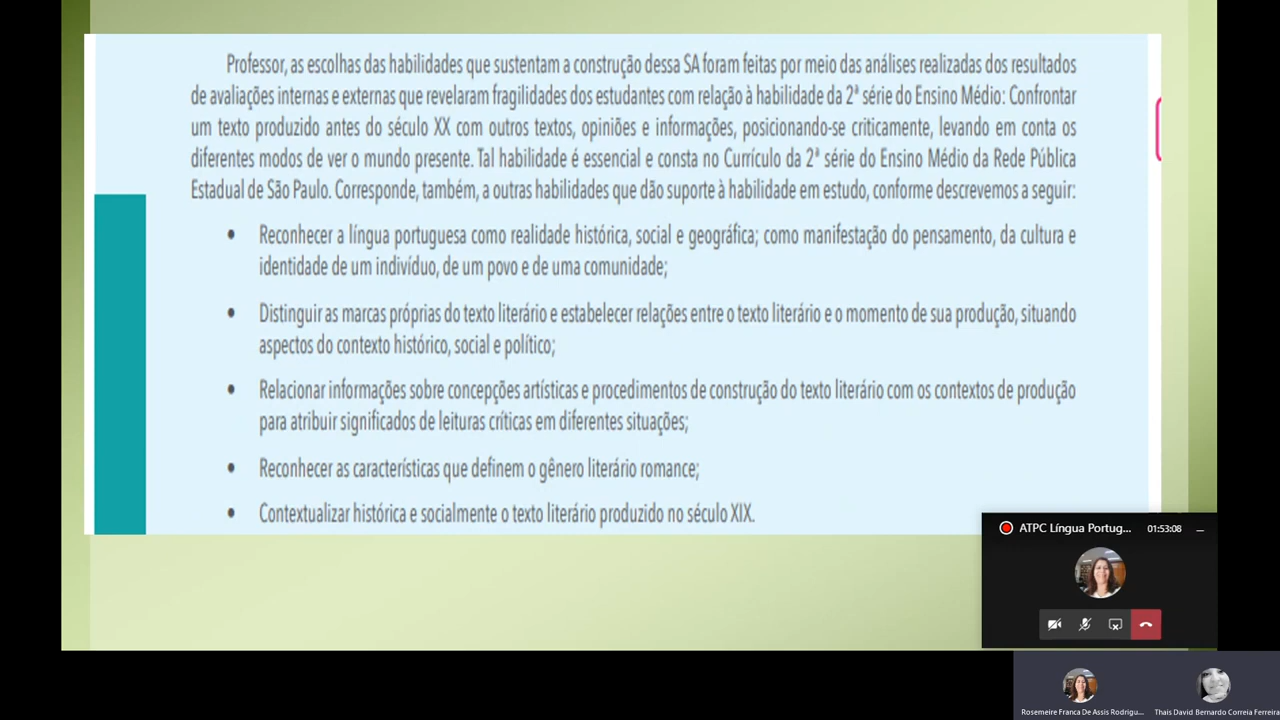 Professor, as escolhas das habilidades que sustentam a construção dessa SA foram feitas por meio das análises realizadas dos resultados
de avaliações internas e externas que revelaram fragilidades dos estudantes com relação à habilidade da 2ª série do Ensino Médio: Confrontar
um texto produzido antes do século XX com outros textos, opiniões e informações, posicionando-se criticamente, levando em conta os
diferentes modos de ver o mundo presente. Tal habilidade é essencial e consta no Currículo da 2ª série do Ensino Médio da Rede Pública
Estadual de São Paulo. Corresponde, também, a outras habilidades que dão suporte à habilidade em estudo, conforme descrevemos a seguir:
• Reconhecer a língua portuguesa como realidade histórica, social e geográfica; como manifestação do pensamento, da cultura e
identidade de um indivíduo, de um povo e de uma comunidade;
• Distinguir as marcas próprias do texto literário e estabelecer relações entre o texto literário e o momento de sua produção, situando
aspectos do contexto histórico, social e político;
• Relacionar informações sobre concepções artísticas e procedimentos de construção do texto literário com os contextos de produção
para atribuir significados de leituras críticas em diferentes situações;
• Reconhecer as características que definem o gênero literário romance;
• Contextualizar histórica e socialmente o texto literário produzido no século XIX.
ATPC Língua Portug... 01:53:08
Rosemeire Franca De Assis Rodrigu... Thais David Bernardo Correia Ferreira